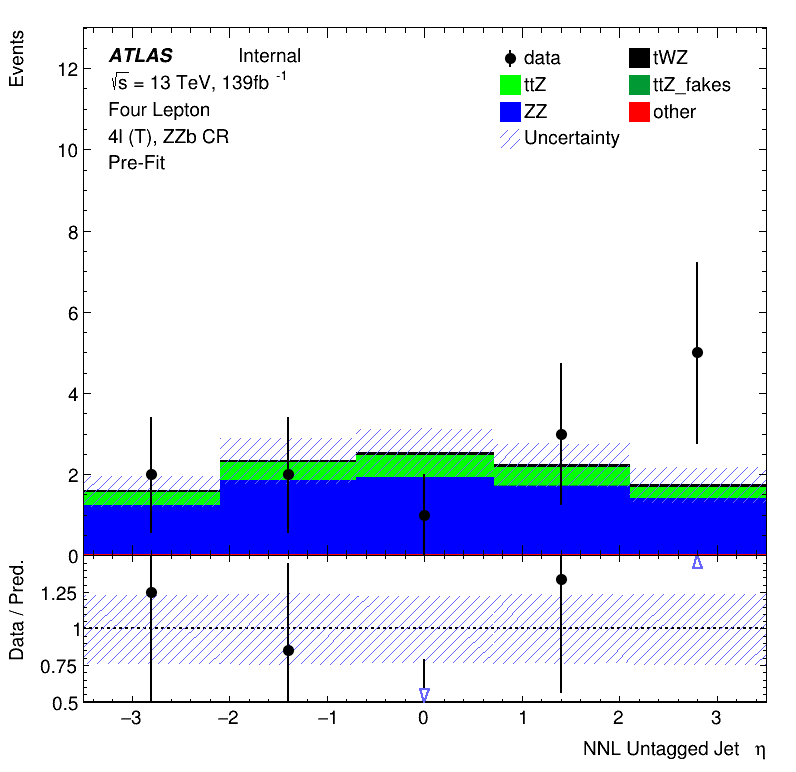 Events
ATLAS Internal
√s = 13 TeV, 139fb -1
Four Lepton
4l (T), ZZb CR
Pre-Fit
data
ttZ
ZZ
Uncertainty
tWZ
ttZ_fakes
other
12
10
8
6
4
2
0
Data / Pred.
1.25
1
0.75
0.5
−3 −2 −1 0 1 2 3
NNL Untagged Jet η